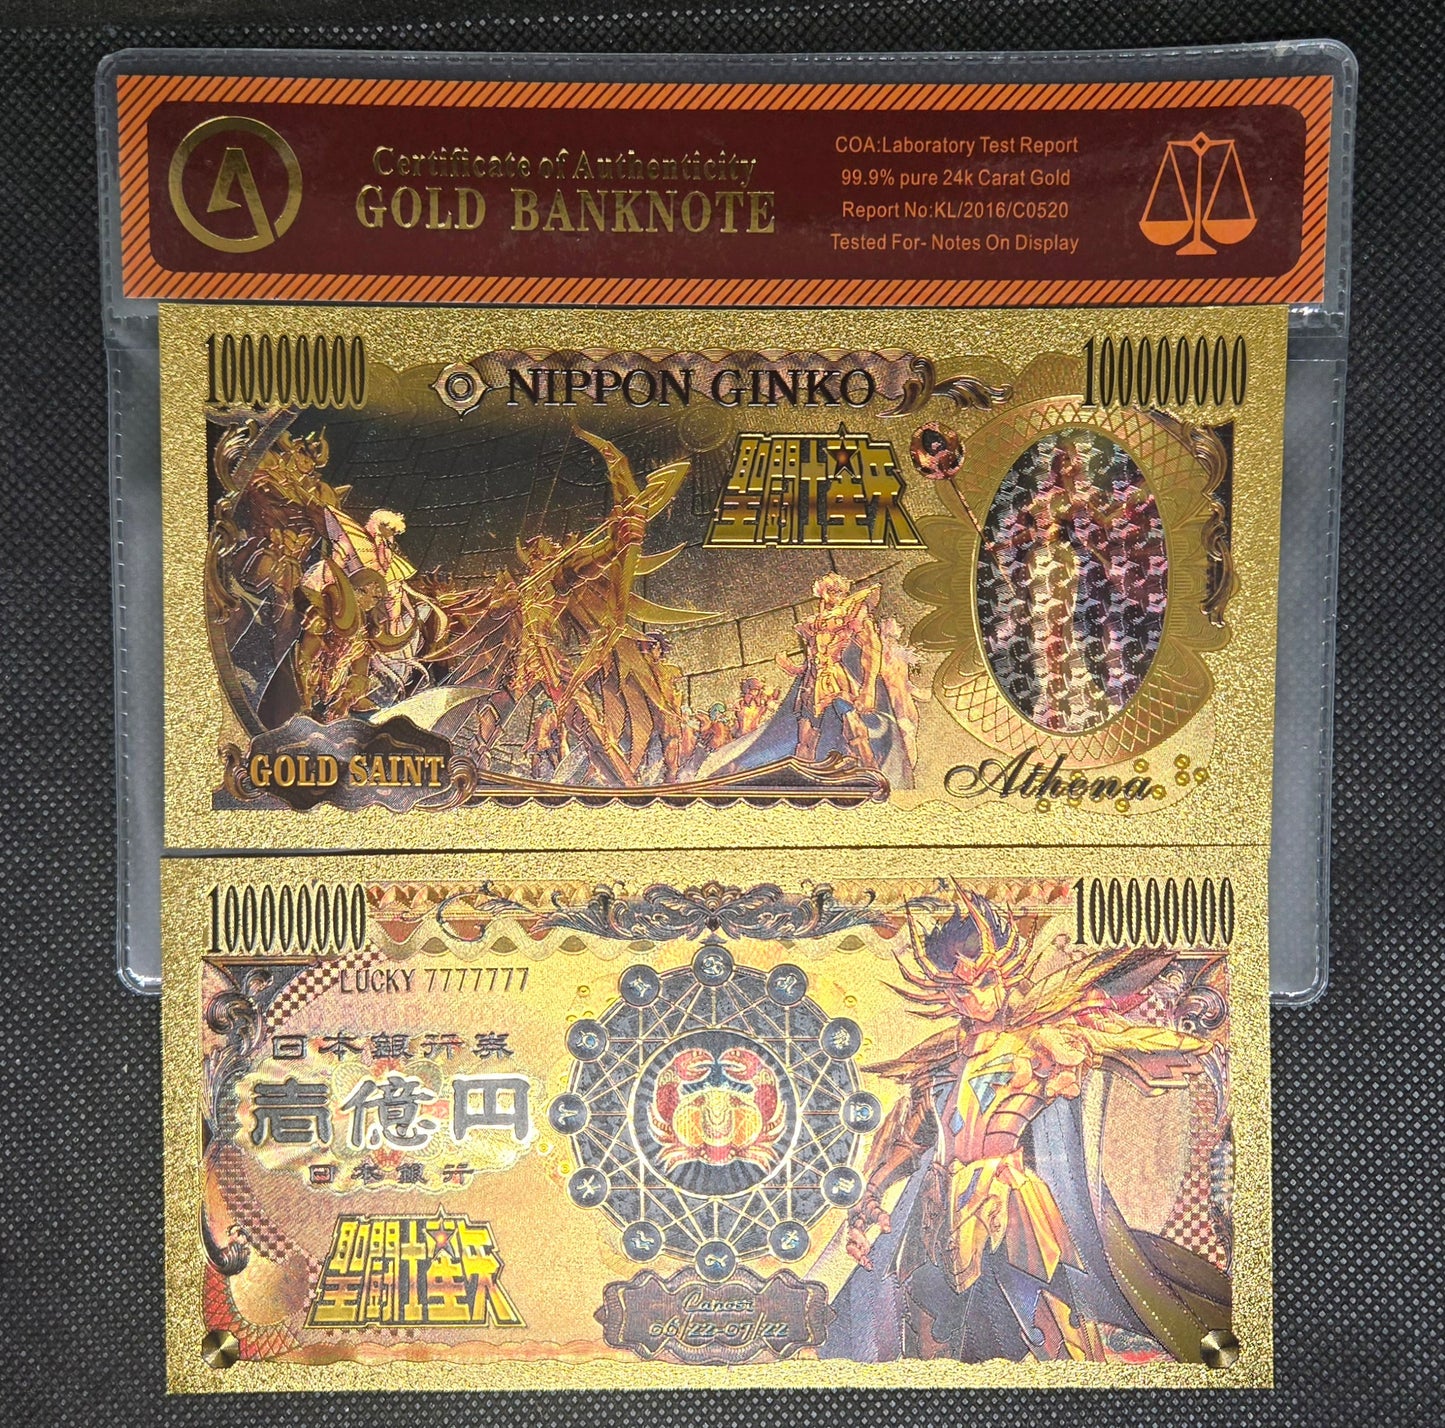 Certificate of Authenticity
GOLD BANKNOTE
COA:Laboratory Test Report
99.9% pure 24k Carat Gold
Report No:KL/2016/C0520
Tested For- Notes On Display
100000000
NIPPON GINKO
100000000
聖闘士星矢
GOLD SAINT
Athena
100000000
100000000
LUCKY 7777777
日本銀行券
壱億円
日本銀行
聖闘士星矢
Cancer
06/22-07/22